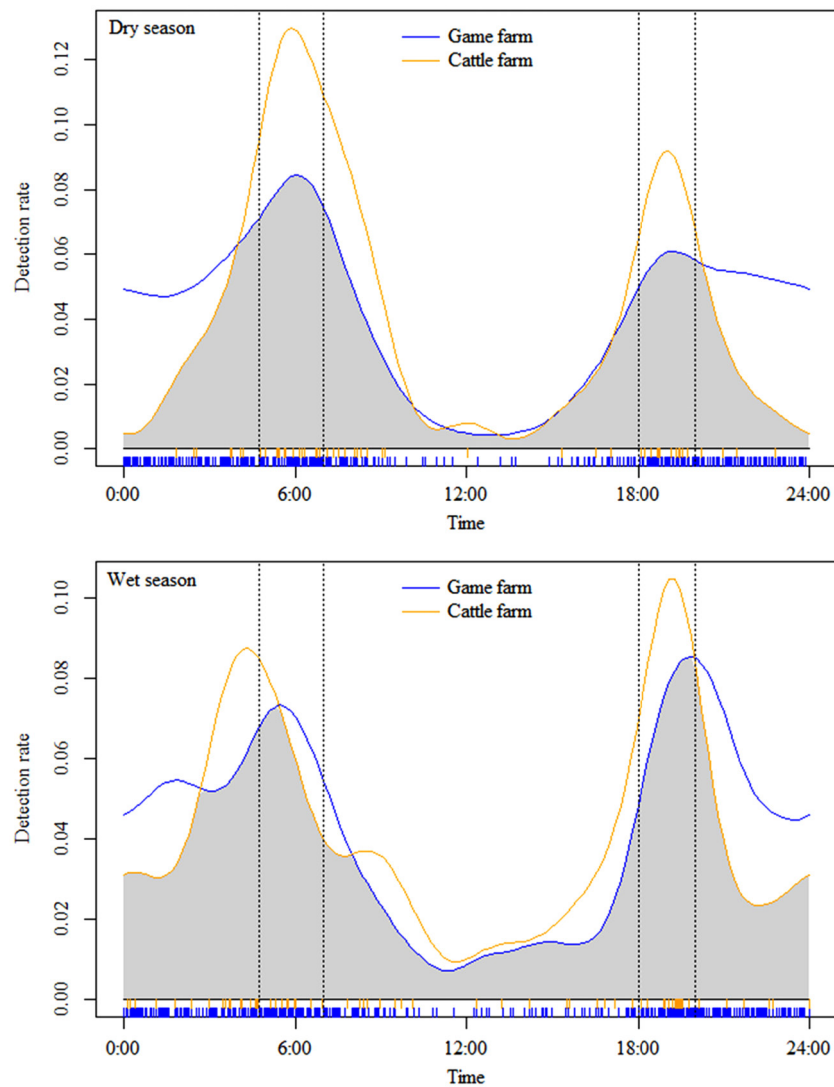 Dry season
Game farm
Cattle farm
Detection rate
0.12
0.10
0.08
0.06
0.04
0.02
0.00
0:00 6:00 12:00 18:00 24:00
Time
Wet season
Game farm
Cattle farm
Detection rate
0.10
0.08
0.06
0.04
0.02
0.00
0:00 6:00 12:00 18:00 24:00
Time